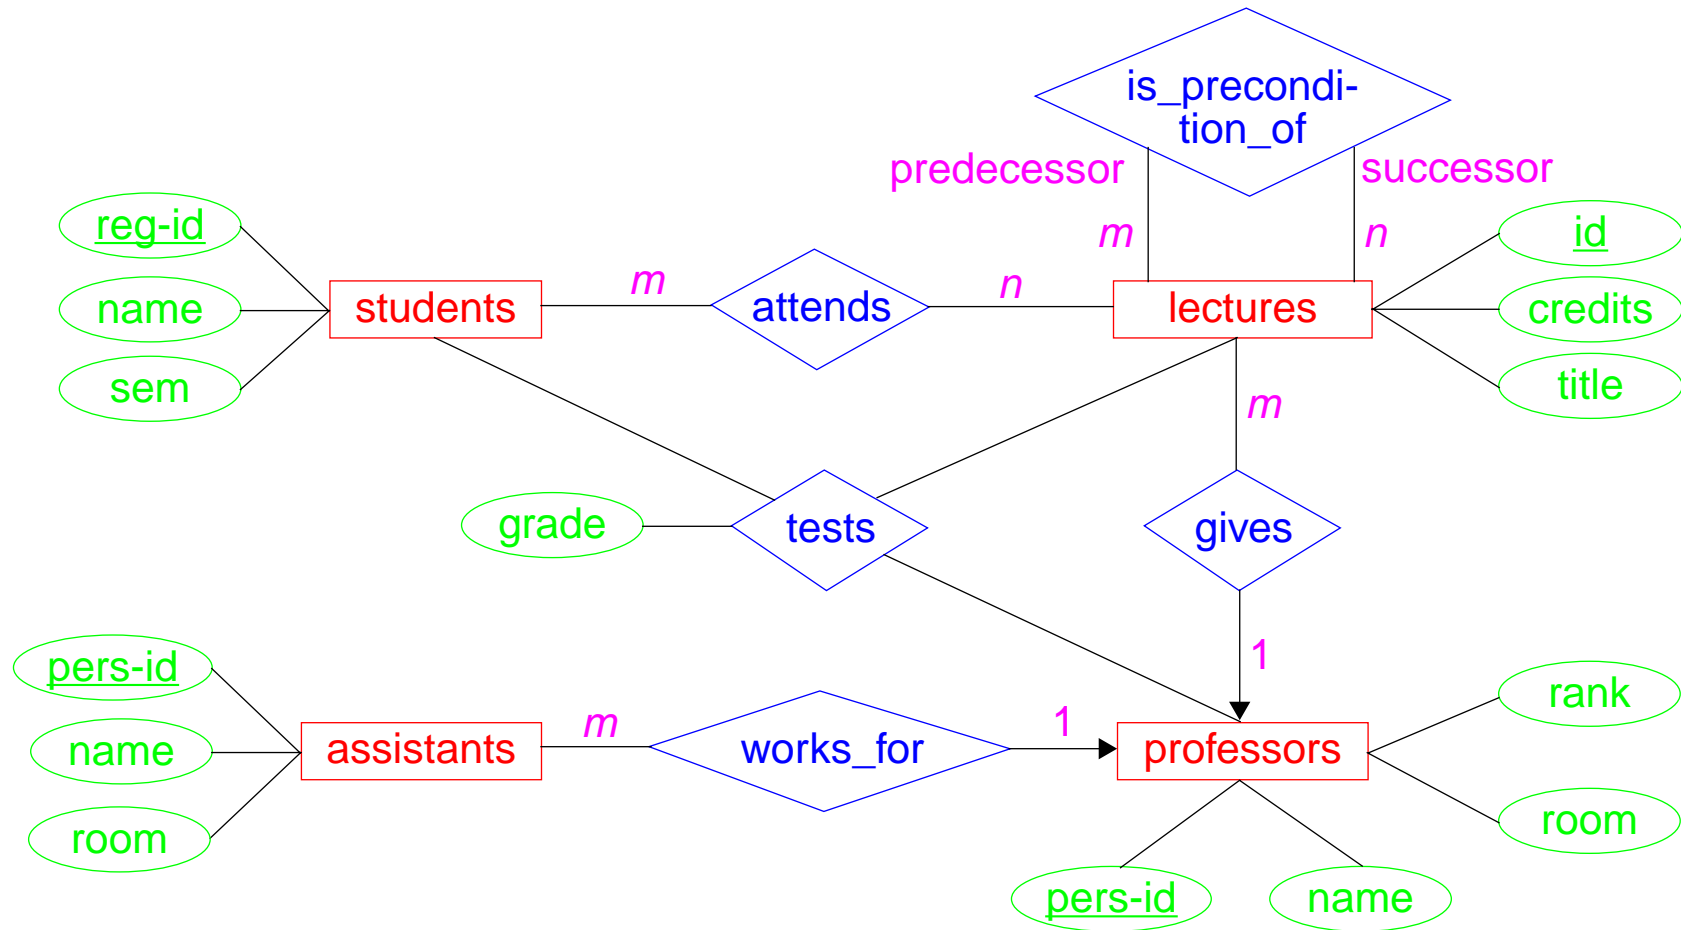 is_precondi-
tion_of
predecessor
successor
m
n
reg-id
name
sem
students
m
attends
n
lectures
id
credits
title
m
grade
tests
gives
1
pers-id
name
room
assistants
m
works_for
1
professors
rank
room
pers-id
name